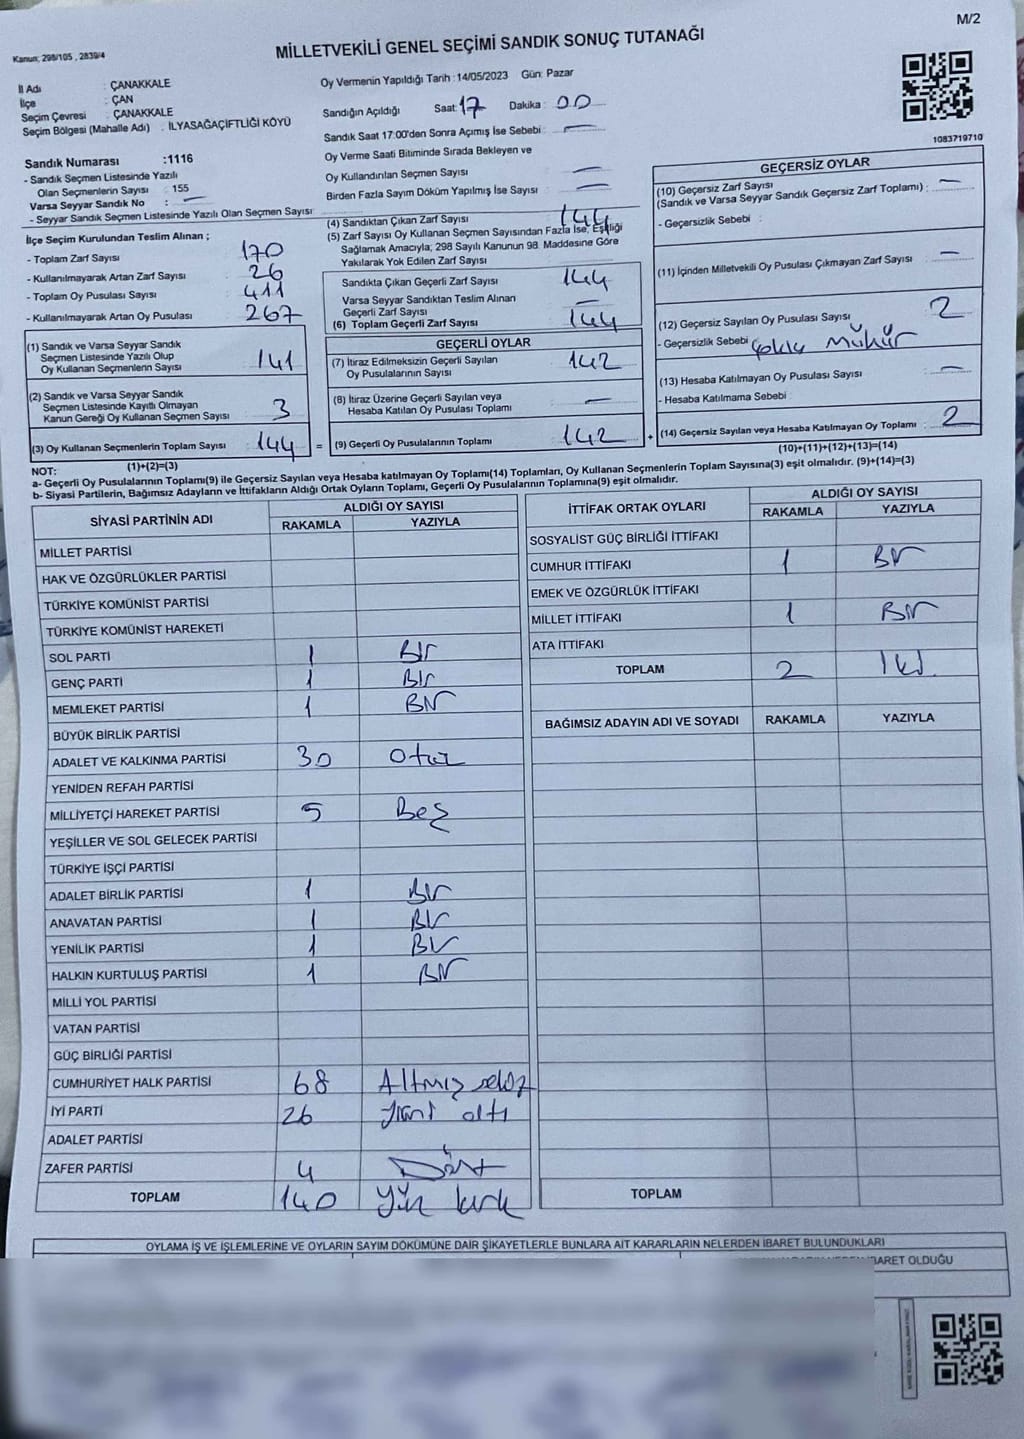 M/2
Kanun; 298/105 , 2839/4
MİLLETVEKİLİ GENEL SEÇİMİ SANDIK SONUÇ TUTANAĞI
İl Adı : ÇANAKKALE
İlçe : ÇAN
Seçim Çevresi : ÇANAKKALE
Seçim Bölgesi (Mahalle Adı) : İLYASAĞAÇİFTLİĞİ KÖYÜ
Sandık Numarası :1116
- Sandık Seçmen Listesinde Yazılı
Olan Seçmenlerin Sayısı : 155
Varsa Seyyar Sandık No : —
- Seyyar Sandık Seçmen Listesinde Yazılı Olan Seçmen Sayısı
Oy Vermenin Yapıldığı Tarih :14/05/2023 Gün: Pazar
Sandığın Açıldığı Saat: 17 Dakika : 00
Sandık Saat 17:00'den Sonra Açımış İse Sebebi : —
Oy Verme Saati Bitiminde Sırada Bekleyen ve
Oy Kullandırılan Seçmen Sayısı : —
Birden Fazla Sayım Döküm Yapılmış İse Sayısı : —
1083719710
İlçe Seçim Kurulundan Teslim Alınan ;
- Toplam Zarf Sayısı : 170
- Kullanılmayarak Artan Zarf Sayısı : 26
- Toplam Oy Pusulası Sayısı : 411
- Kullanılmayarak Artan Oy Pusulası : 267
(4) Sandıktan Çıkan Zarf Sayısı : 144
(5) Zarf Sayısı Oy Kullanan Seçmen Sayısından Fazla İse, Eşitliği
Sağlamak Amacıyla; 298 Sayılı Kanunun 98. Maddesine Göre
Yakılarak Yok Edilen Zarf Sayısı :
Sandıkta Çıkan Geçerli Zarf Sayısı 144
Varsa Seyyar Sandıktan Teslim Alınan
Geçerli Zarf Sayısı —
(6) Toplam Geçerli Zarf Sayısı 144
GEÇERSİZ OYLAR
(10) Geçersiz Zarf Sayısı
(Sandık ve Varsa Seyyar Sandık Geçersiz Zarf Toplamı) : —
- Geçersizlik Sebebi :
(11) İçinden Milletvekili Oy Pusulası Çıkmayan Zarf Sayısı : —
(12) Geçersiz Sayılan Oy Pusulası Sayısı : 2
- Geçersizlik Sebebi : çoklu Mühür
(13) Hesaba Katılmayan Oy Pusulası Sayısı : —
- Hesaba Katılmama Sebebi :
(14) Geçersiz Sayılan veya Hesaba Katılmayan Oy Toplamı : 2
(10)+(11)+(12)+(13)=(14)
(1) Sandık ve Varsa Seyyar Sandık
Seçmen Listesinde Yazılı Olup
Oy Kullanan Seçmenlerin Sayısı : 141
(2) Sandık ve Varsa Seyyar Sandık
Seçmen Listesinde Kayıtlı Olmayan
Kanun Gereği Oy Kullanan Seçmen Sayısı : 3
(3) Oy Kullanan Seçmenlerin Toplam Sayısı : 144 =
(1)+(2)=(3)
GEÇERLİ OYLAR
(7) İtiraz Edilmeksizin Geçerli Sayılan
Oy Pusulalarının Sayısı 142
(8) İtiraz Üzerine Geçerli Sayılan veya
Hesaba Katılan Oy Pusulası Toplamı : —
(9) Geçerli Oy Pusulalarının Toplamı : 142 +
NOT:
a- Geçerli Oy Pusulalarının Toplamı(9) ile Geçersiz Sayılan veya Hesaba katılmayan Oy Toplamı(14) Toplamları, Oy Kullanan Seçmenlerin Toplam Sayısına(3) eşit olmalıdır. (9)+(14)=(3)
b- Siyasi Partilerin, Bağımsız Adayların ve İttifakların Aldığı Ortak Oyların Toplamı, Geçerli Oy Pusulalarının Toplamına(9) eşit olmalıdır.
SİYASİ PARTİNİN ADI ALDIĞI OY SAYISI
RAKAMLA YAZIYLA
MİLLET PARTİSİ
HAK VE ÖZGÜRLÜKLER PARTİSİ
TÜRKİYE KOMÜNİST PARTİSİ
TÜRKİYE KOMÜNİST HAREKETİ
SOL PARTİ 1 Bir
GENÇ PARTİ 1 Bir
MEMLEKET PARTİSİ 1 Bir
BÜYÜK BİRLİK PARTİSİ
ADALET VE KALKINMA PARTİSİ 30 Otuz
YENİDEN REFAH PARTİSİ
MİLLİYETÇİ HAREKET PARTİSİ 5 Beş
YEŞİLLER VE SOL GELECEK PARTİSİ
TÜRKİYE İŞÇİ PARTİSİ
ADALET BİRLİK PARTİSİ 1 Bir
ANAVATAN PARTİSİ 1 Bir
YENİLİK PARTİSİ 1 Bir
HALKIN KURTULUŞ PARTİSİ 1 Bir
MİLLİ YOL PARTİSİ
VATAN PARTİSİ
GÜÇ BİRLİĞİ PARTİSİ
CUMHURİYET HALK PARTİSİ 68 Altmış sekiz
İYİ PARTİ 26 Yirmi altı
ADALET PARTİSİ
ZAFER PARTİSİ 4 Dört
TOPLAM 140 Yüz kırk
İTTİFAK ORTAK OYLARI ALDIĞI OY SAYISI
RAKAMLA YAZIYLA
SOSYALİST GÜÇ BİRLİĞİ İTTİFAKI
CUMHUR İTTİFAKI 1 Bir
EMEK VE ÖZGÜRLÜK İTTİFAKI
MİLLET İTTİFAKI 1 Bir
ATA İTTİFAKI
TOPLAM 2 İki
BAĞIMSIZ ADAYIN ADI VE SOYADI RAKAMLA YAZIYLA
TOPLAM
OYLAMA İŞ VE İŞLEMLERİNE VE OYLARIN SAYIM DÖKÜMÜNE DAİR ŞİKAYETLERLE BUNLARA AİT KARARLARIN NELERDEN İBARET BULUNDUKLARI
İBARET OLDUĞU